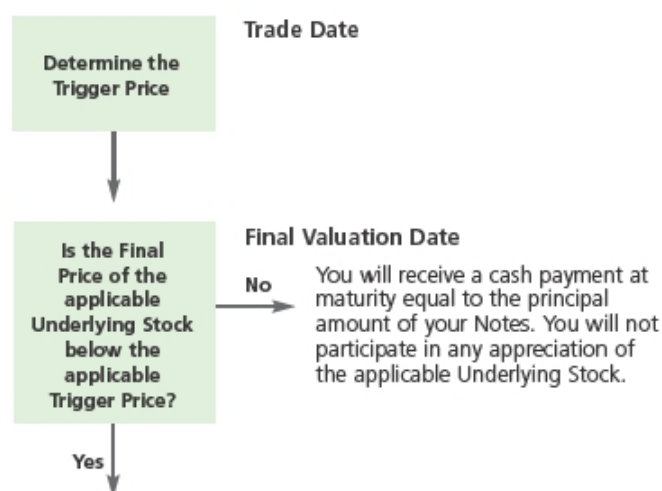 Trade Date
Determine the
Trigger Price
Final Valuation Date
Is the Final
Price of the
applicable
Underlying Stock
below the
applicable
Trigger Price?
No
You will receive a cash payment at
maturity equal to the principal
amount of your Notes. You will not
participate in any appreciation of
the applicable Underlying Stock.
Yes